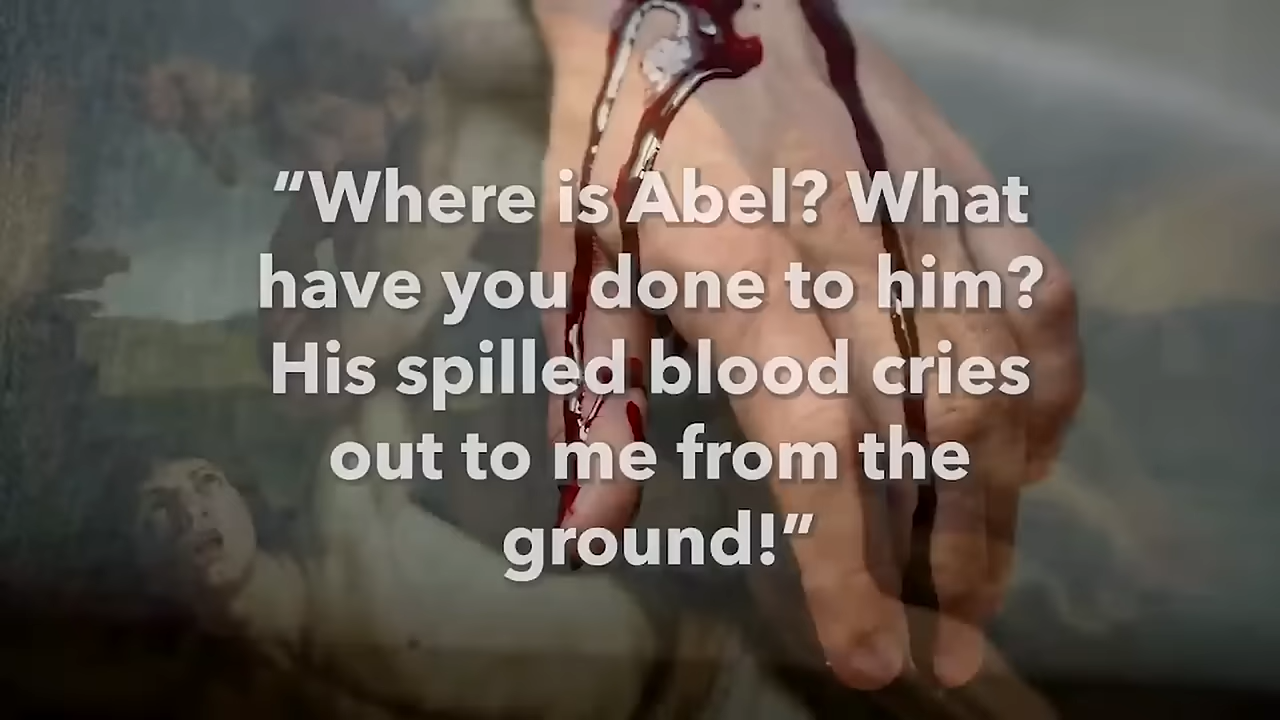 “Where is Abel? What
have you done to him?
His spilled blood cries
out to me from the
ground!”